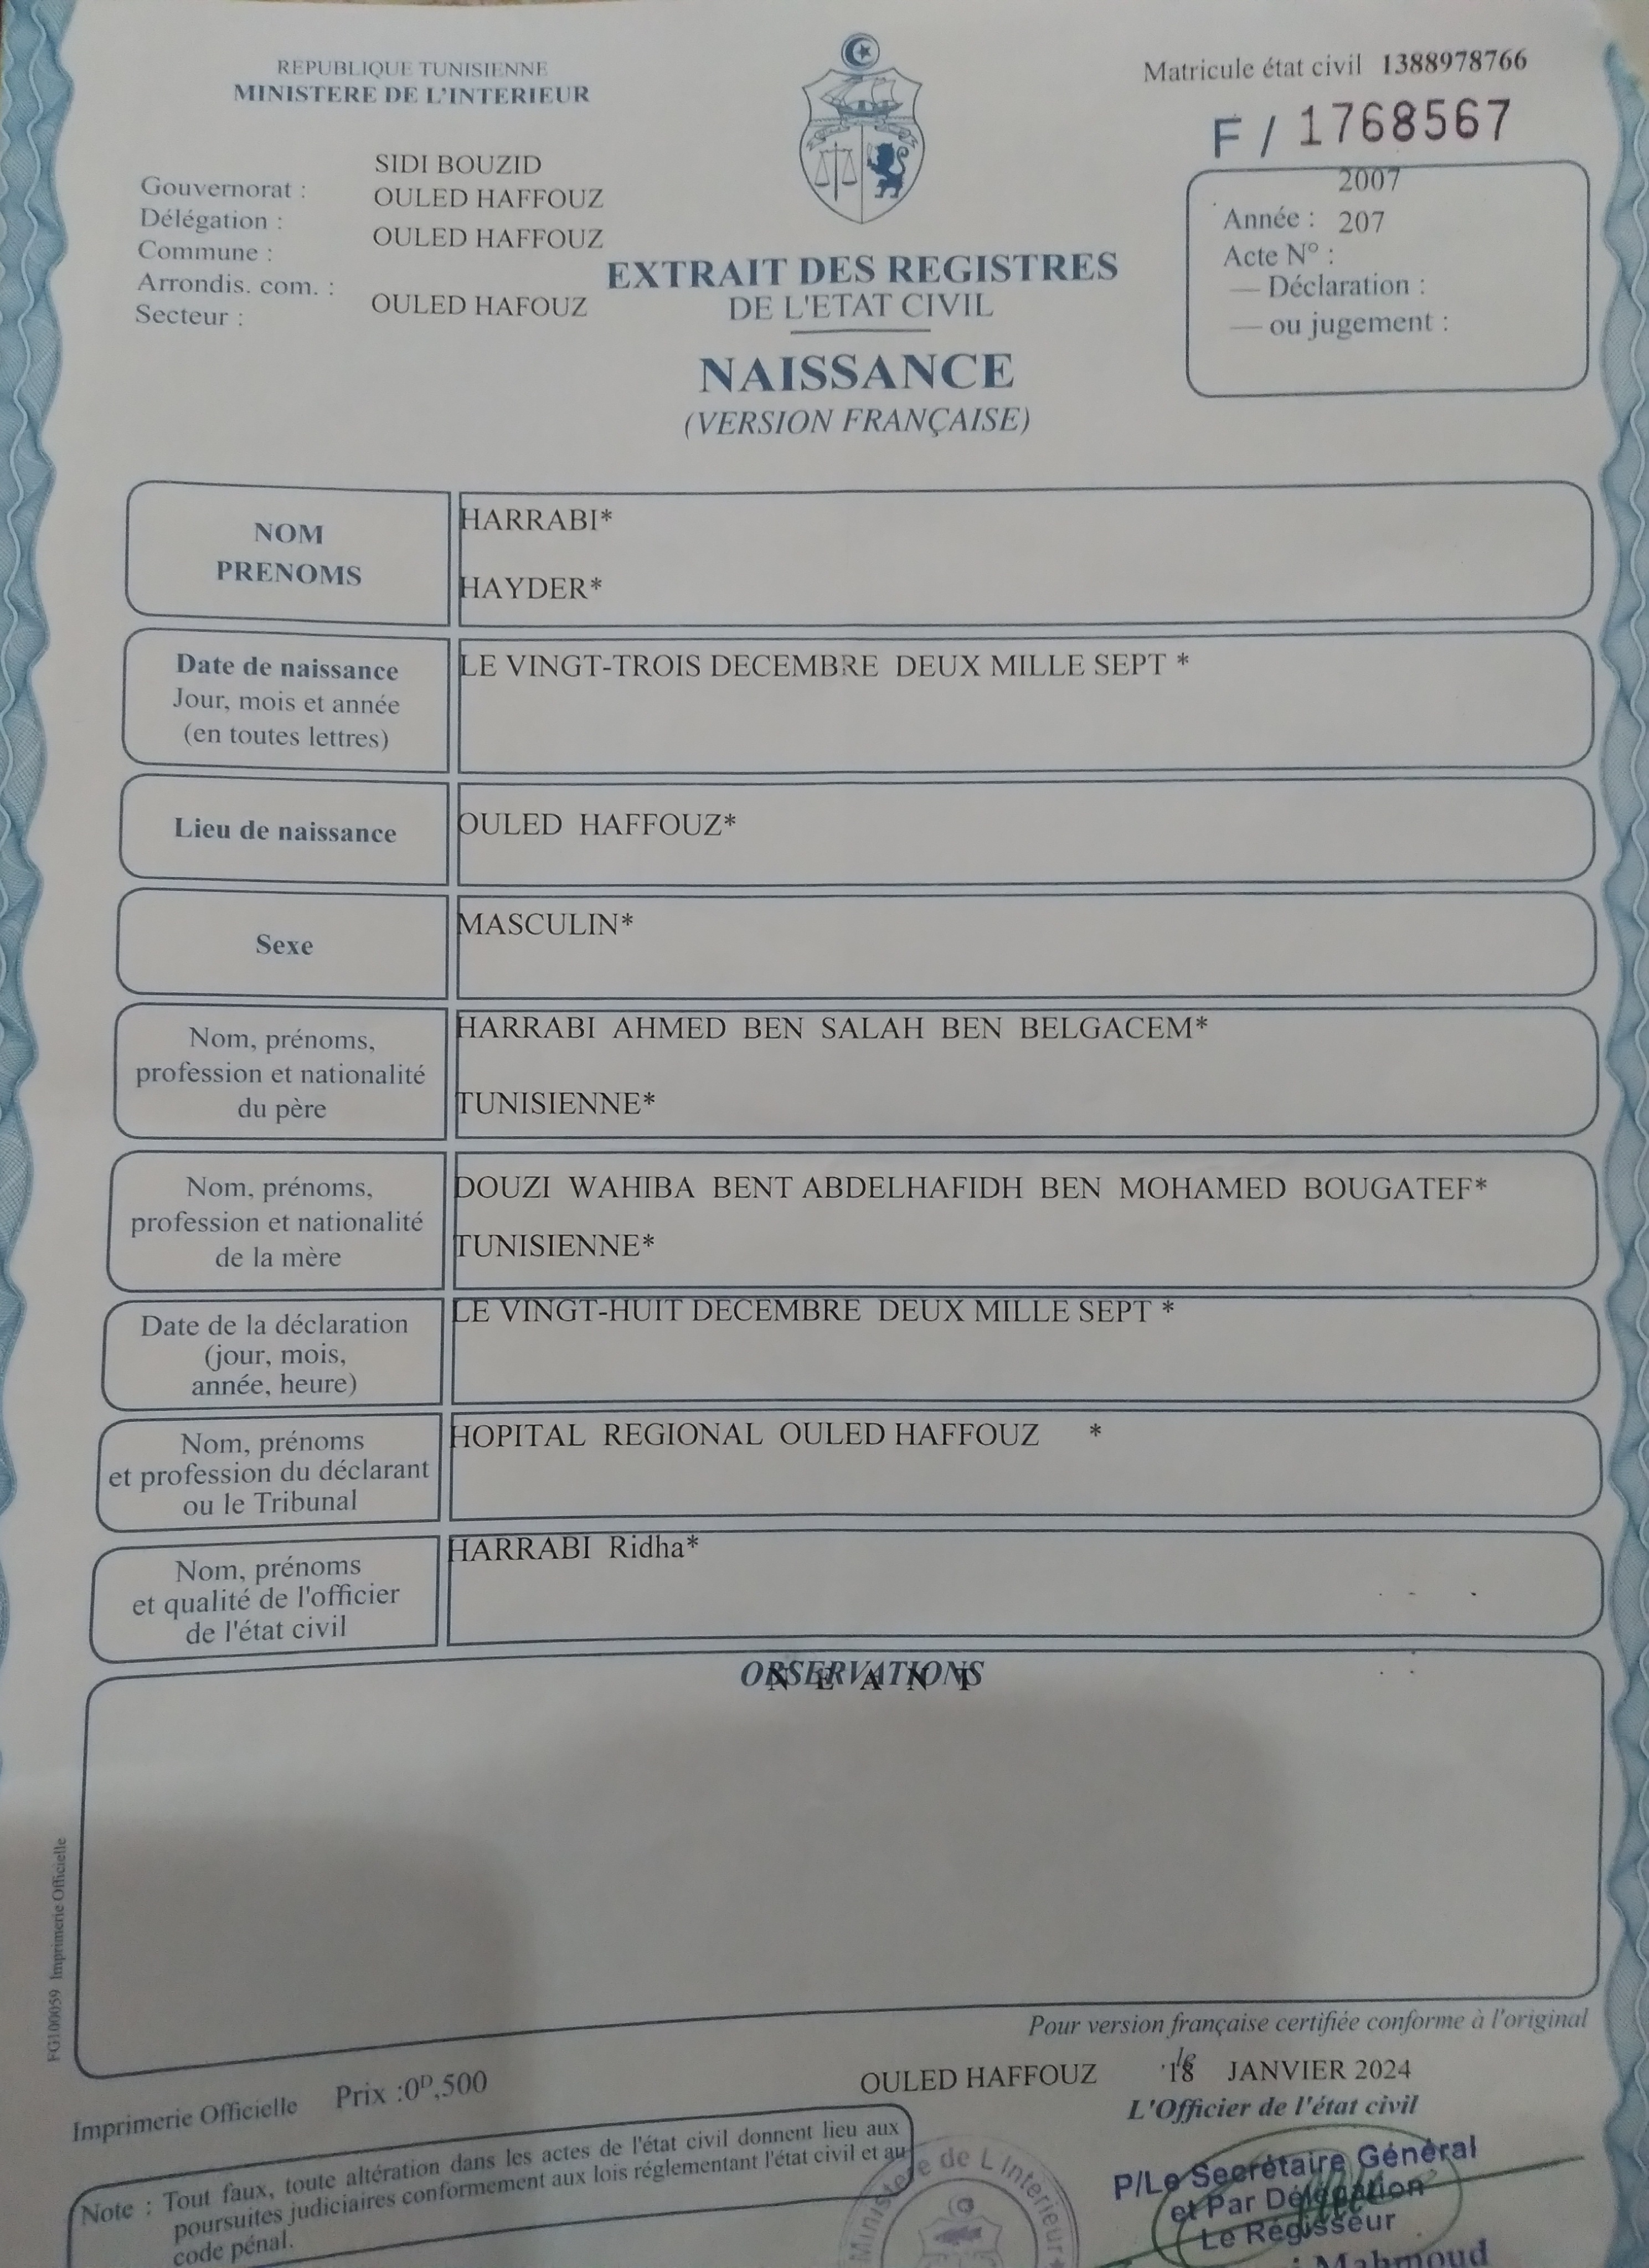 REPUBLIQUE TUNISIENNE
MINISTERE DE L'INTERIEUR
Matricule état civil 1388978766
F / 1768567
SIDI BOUZID
Gouvernorat :
OULED HAFFOUZ
Délégation :
OULED HAFFOUZ
Commune :
Arrondis. com. :
OULED HAFOUZ
Secteur :
2007
Année : 207
Acte N° :
— Déclaration :
— ou jugement :
EXTRAIT DES REGISTRES
DE L'ETAT CIVIL
NAISSANCE
(VERSION FRANÇAISE)
NOM
PRENOMS
HARRABI*
HAYDER*
Date de naissance
Jour, mois et année
(en toutes lettres)
LE VINGT-TROIS DECEMBRE DEUX MILLE SEPT *
Lieu de naissance
OULED HAFFOUZ*
Sexe
MASCULIN*
Nom, prénoms,
profession et nationalité
du père
HARRABI AHMED BEN SALAH BEN BELGACEM*
TUNISIENNE*
Nom, prénoms,
profession et nationalité
de la mère
DOUZI WAHIBA BENT ABDELHAFIDH BEN MOHAMED BOUGATEF*
TUNISIENNE*
Date de la déclaration
(jour, mois,
année, heure)
LE VINGT-HUIT DECEMBRE DEUX MILLE SEPT *
Nom, prénoms
et profession du déclarant
ou le Tribunal
HOPITAL REGIONAL OULED HAFFOUZ *
Nom, prénoms
et qualité de l'officier
de l'état civil
HARRABI Ridha*
OBSERVATIONS
N E A N T
FG100059 Imprimerie Officielle
Pour version française certifiée conforme à l'original
OULED HAFFOUZ le 18 JANVIER 2024
L'Officier de l'état civil
Imprimerie Officielle Prix :0ᴰ,500
Note : Tout faux, toute altération dans les actes de l'état civil donnent lieu aux
poursuites judiciaires conformement aux lois réglementant l'état civil et au
code pénal.
Ministère de L'Intérieur
P/Le Secrétaire Général
et Par Délégation
Le Régisseur
Mahmoud